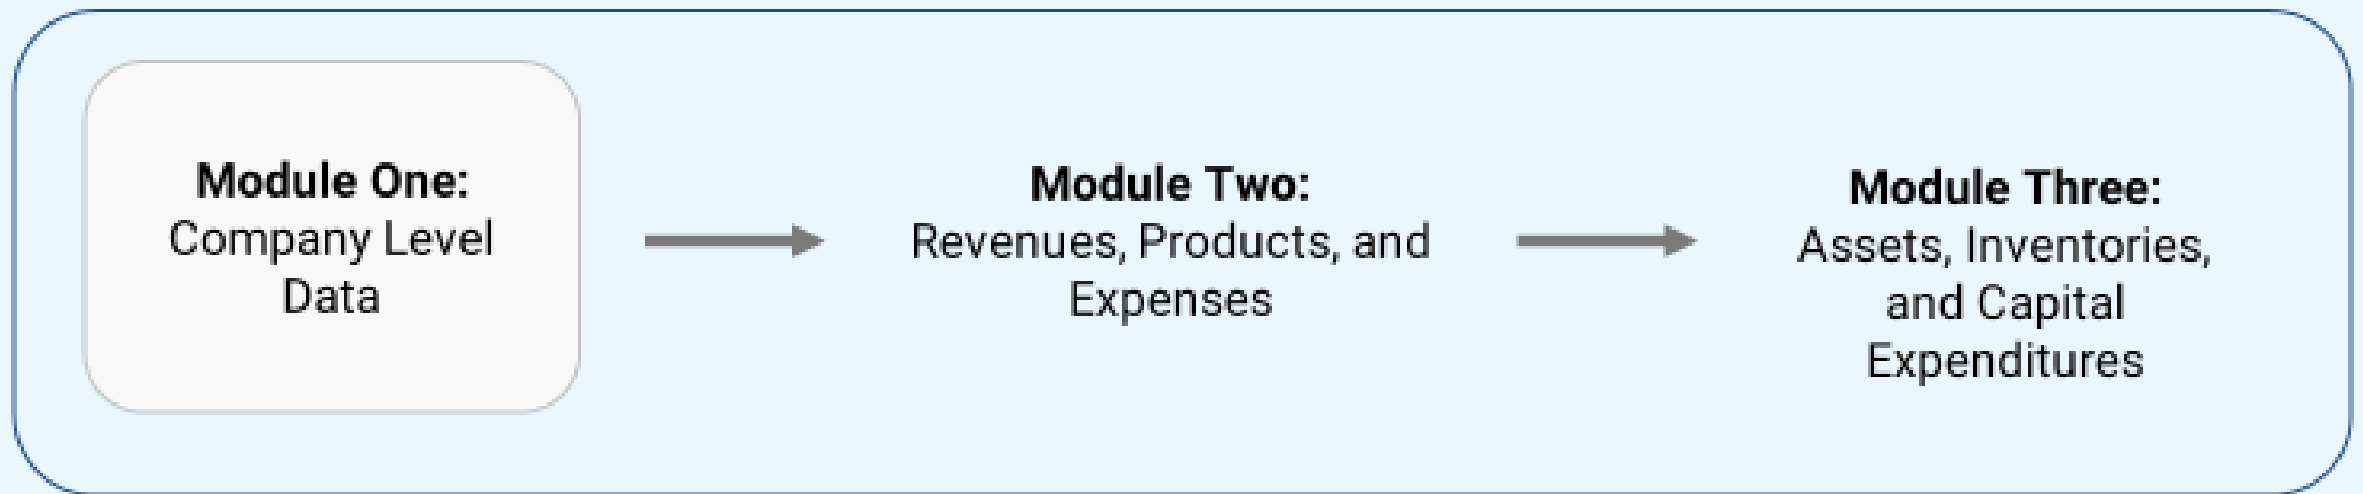 Module One:
Company Level
Data
Module Two:
Revenues, Products, and
Expenses
Module Three:
Assets, Inventories,
and Capital
Expenditures